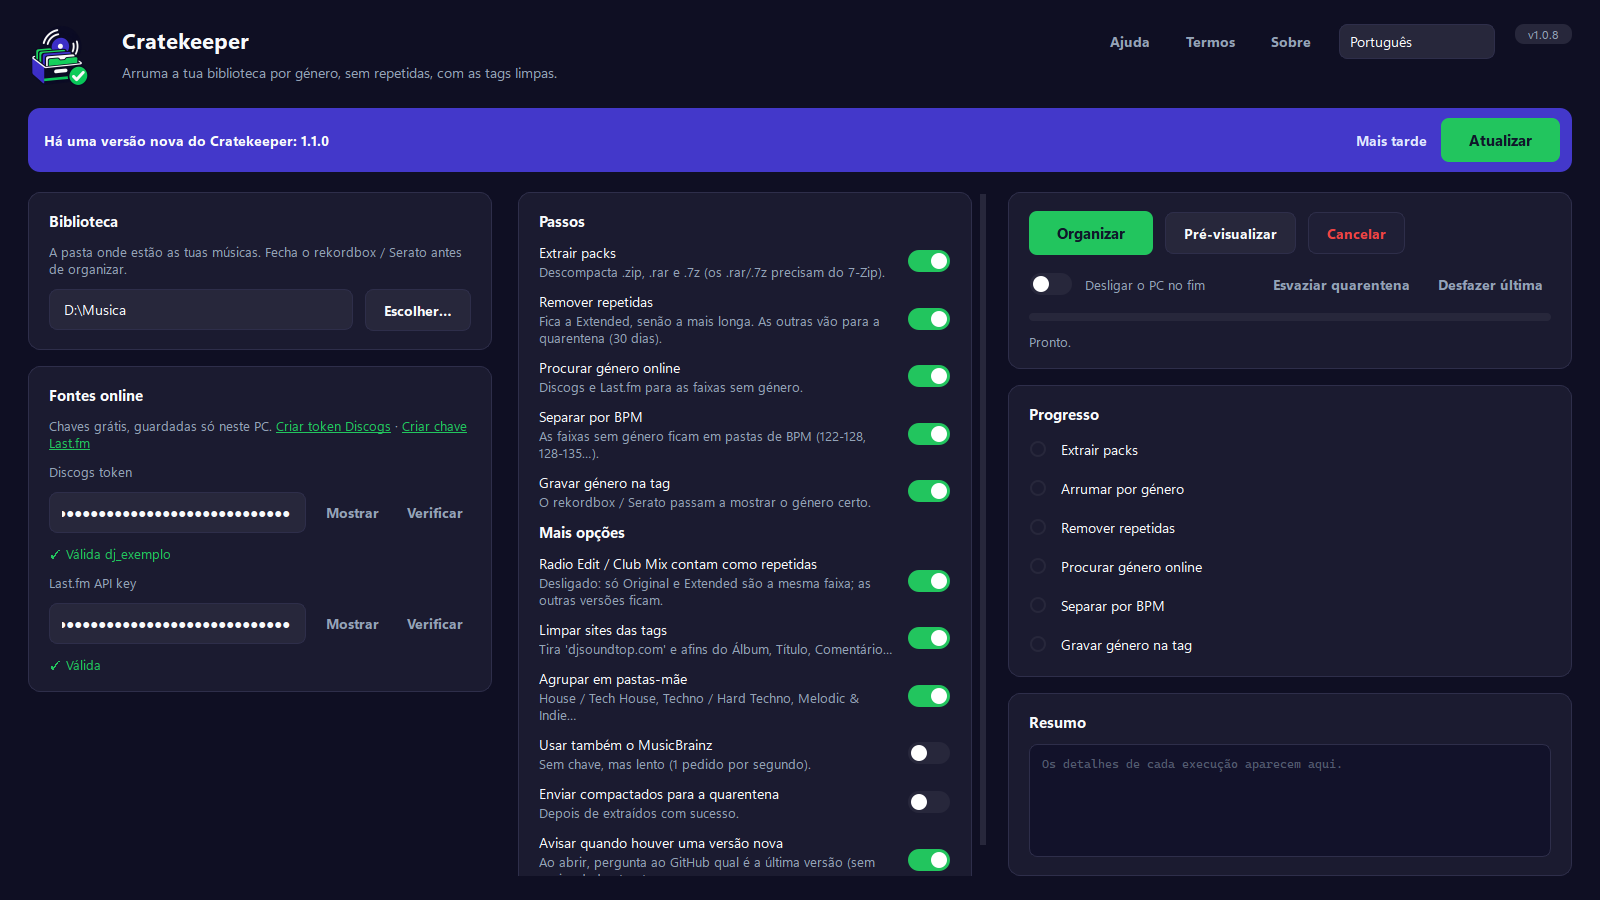 Cratekeeper
Arruma a tua biblioteca por género, sem repetidas, com as tags limpas.
Ajuda
Termos
Sobre
Português
v1.0.8
Há uma versão nova do Cratekeeper: 1.1.0
Mais tarde
Atualizar
Biblioteca
A pasta onde estão as tuas músicas. Fecha o rekordbox / Serato antes
de organizar.
D:\Musica
Escolher...
Fontes online
Chaves grátis, guardadas só neste PC. Criar token Discogs · Criar chave
Last.fm
Discogs token
Mostrar
Verificar
✓ Válida dj_exemplo
Last.fm API key
Mostrar
Verificar
✓ Válida
Passos
Extrair packs
Descompacta .zip, .rar e .7z (os .rar/.7z precisam do 7-Zip).
Remover repetidas
Fica a Extended, senão a mais longa. As outras vão para a
quarentena (30 dias).
Procurar género online
Discogs e Last.fm para as faixas sem género.
Separar por BPM
As faixas sem género ficam em pastas de BPM (122-128,
128-135...).
Gravar género na tag
O rekordbox / Serato passam a mostrar o género certo.
Mais opções
Radio Edit / Club Mix contam como repetidas
Desligado: só Original e Extended são a mesma faixa; as
outras versões ficam.
Limpar sites das tags
Tira 'djsoundtop.com' e afins do Álbum, Título, Comentário...
Agrupar em pastas-mãe
House / Tech House, Techno / Hard Techno, Melodic &
Indie...
Usar também o MusicBrainz
Sem chave, mas lento (1 pedido por segundo).
Enviar compactados para a quarentena
Depois de extraídos com sucesso.
Avisar quando houver uma versão nova
Ao abrir, pergunta ao GitHub qual é a última versão (sem
Organizar
Pré-visualizar
Cancelar
Desligar o PC no fim
Esvaziar quarentena
Desfazer última
Pronto.
Progresso
Extrair packs
Arrumar por género
Remover repetidas
Procurar género online
Separar por BPM
Gravar género na tag
Resumo
Os detalhes de cada execução aparecem aqui.